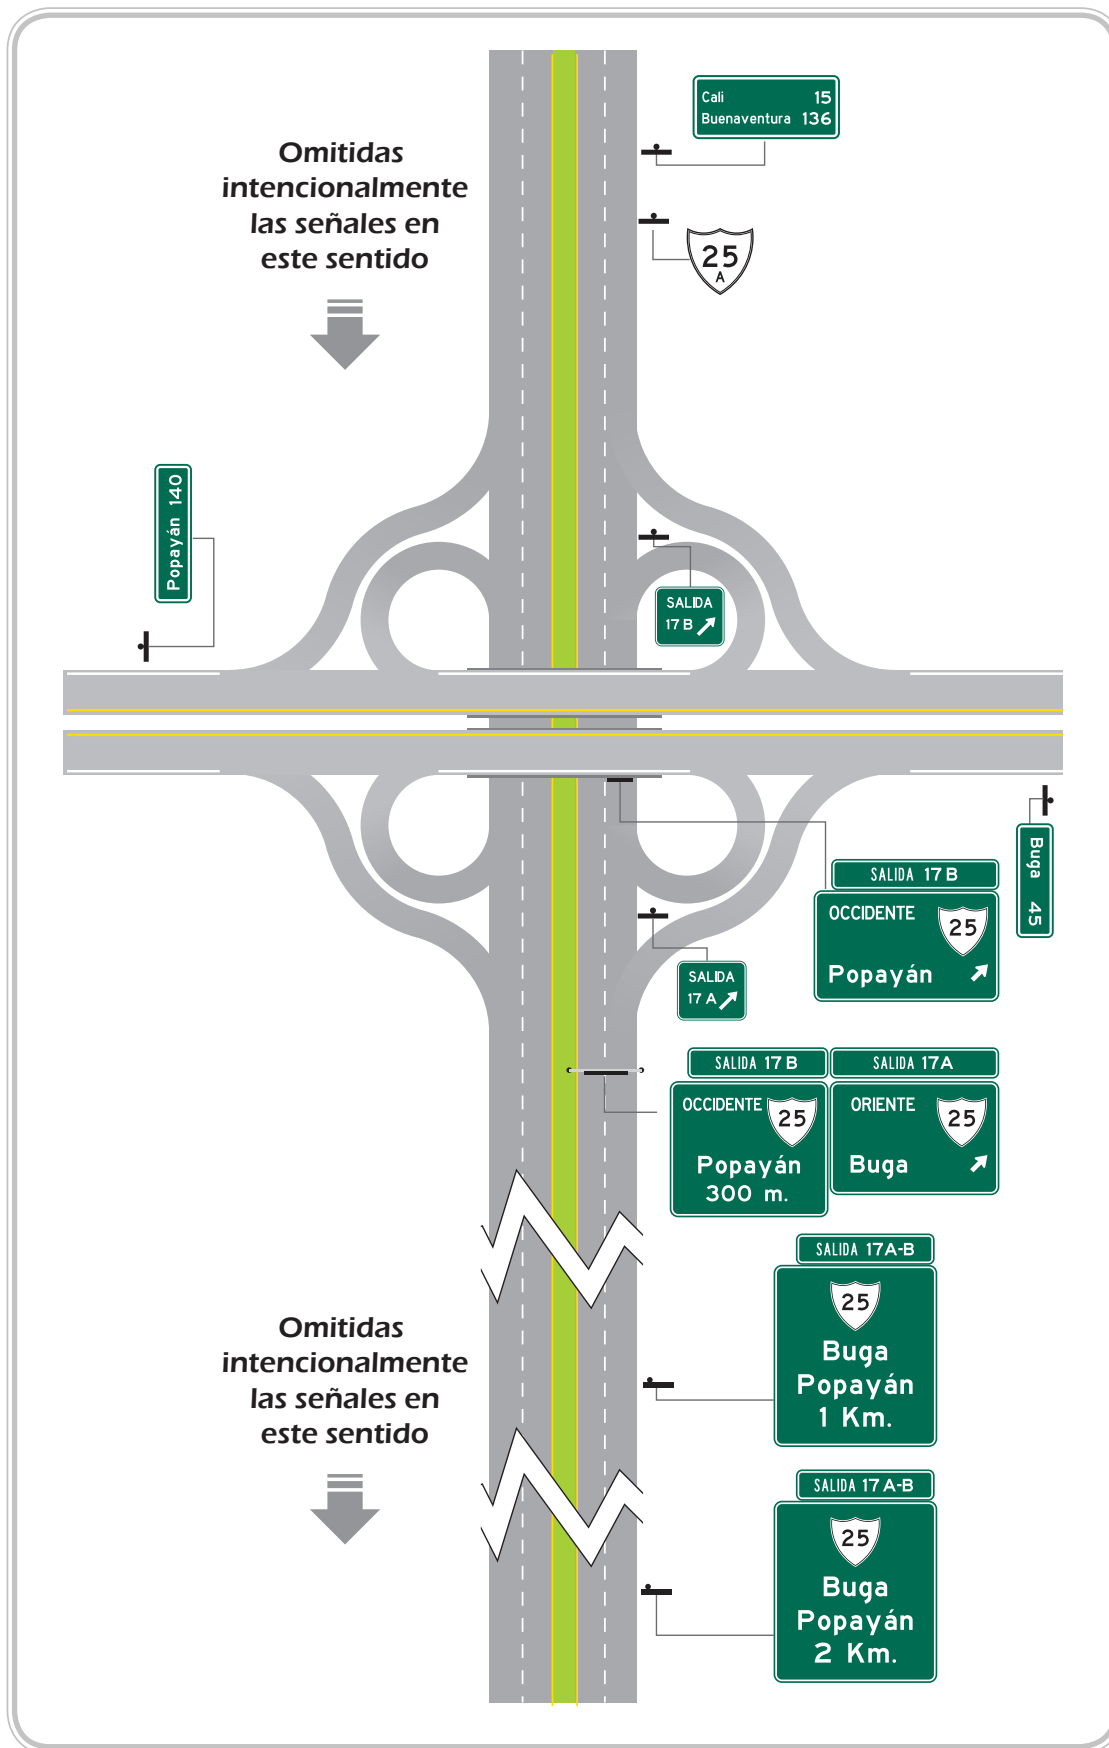 Cali 15
Buenaventura 136
Omitidas
intencionalmente
las señales en
este sentido
25
A
Popayán 140
SALIDA
17 B
Buga 45
SALIDA 17 B
OCCIDENTE
25
Popayán
SALIDA
17 A
SALIDA 17 B
OCCIDENTE
25
Popayán
300 m.
SALIDA 17A
ORIENTE
25
Buga
SALIDA 17A-B
25
Buga
Popayán
1 Km.
Omitidas
intencionalmente
las señales en
este sentido
SALIDA 17A-B
25
Buga
Popayán
2 Km.